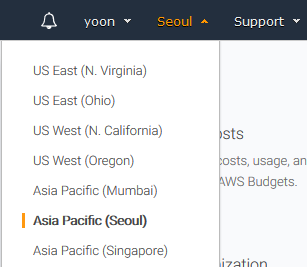 yoon Seoul Support
US East (N. Virginia)
US East (Ohio)
US West (N. California)
US West (Oregon)
osts
Asia Pacific (Mumbai)
costs, usage, an
AWS Budgets.
Asia Pacific (Seoul)
Asia Pacific (Singapore)
nization